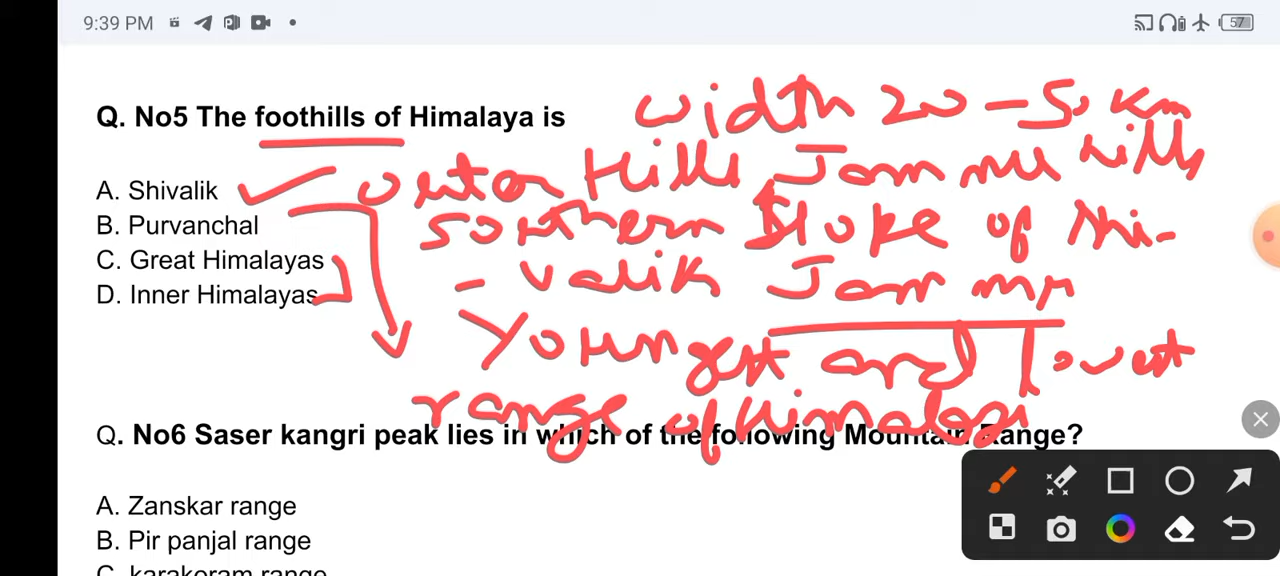 9:39 PM
57
Q. No5 The foothills of Himalaya is
width 20-50 km
A. Shivalik
outer Hills Jammu hills
B. Purvanchal
southern slope of shi-
C. Great Himalayas
-valik Jammu
D. Inner Himalayas
Youngest and lowest
range of Himalaya
Q. No6 Saser kangri peak lies in which of the following Mountain Range?
A. Zanskar range
B. Pir panjal range
C. karakoram range